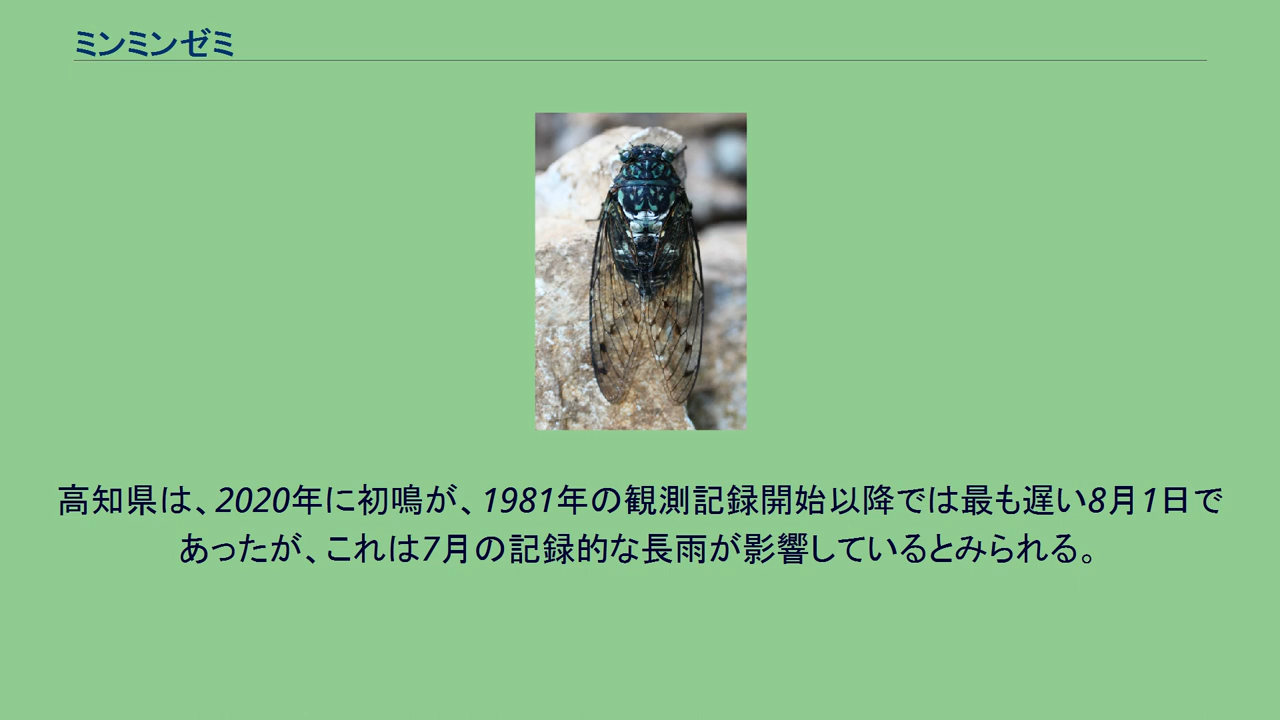 ミンミンゼミ
高知県は、2020年に初鳴が、1981年の観測記録開始以降では最も遅い8月1日で
あったが、これは7月の記録的な長雨が影響しているとみられる。